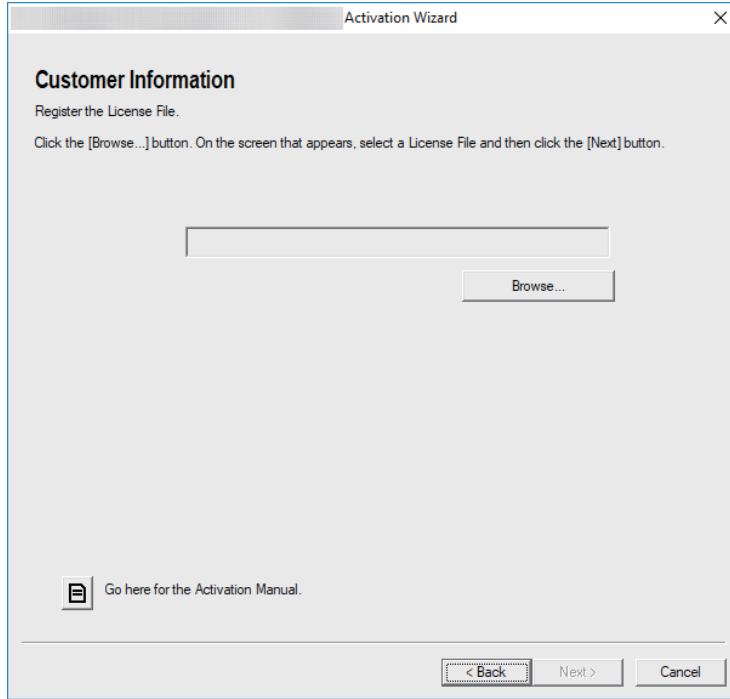 Activation Wizard
Customer Information
Register the License File.
Click the [Browse...] button. On the screen that appears, select a License File and then click the [Next] button.
Browse...
Go here for the Activation Manual.
< Back
Next >
Cancel